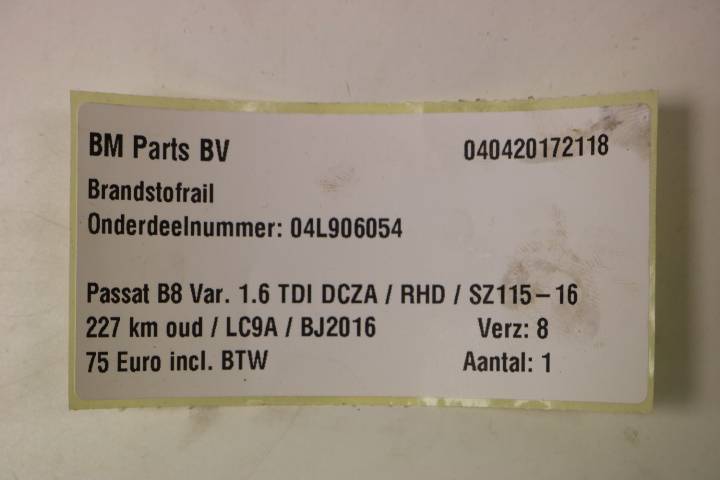 BM Parts BV 040420172118
Brandstofrail
Onderdeelnummer: 04L906054
Passat B8 Var. 1.6 TDI DCZA / RHD / SZ115-16
227 km oud / LC9A / BJ2016 Verz: 8
75 Euro incl. BTW Aantal: 1